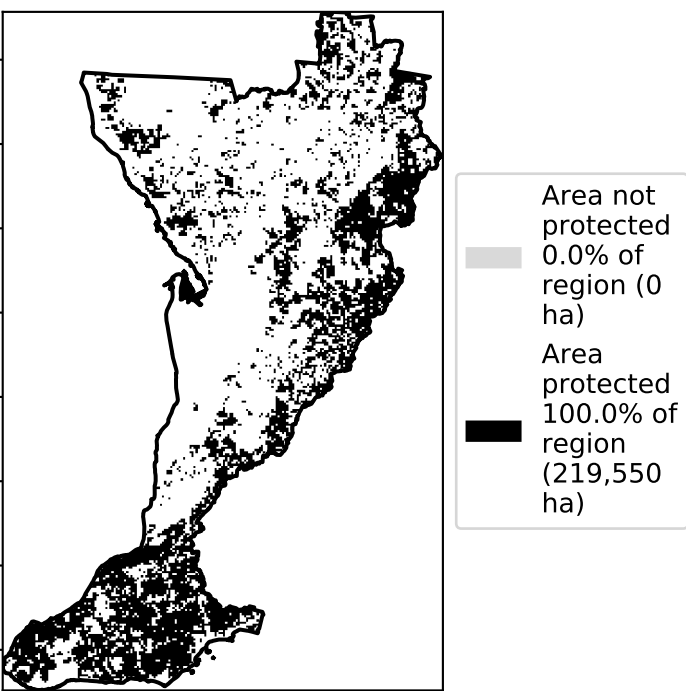 Area not
protected
0.0% of
region (0
ha)
Area
protected
100.0% of
region
(219,550
ha)